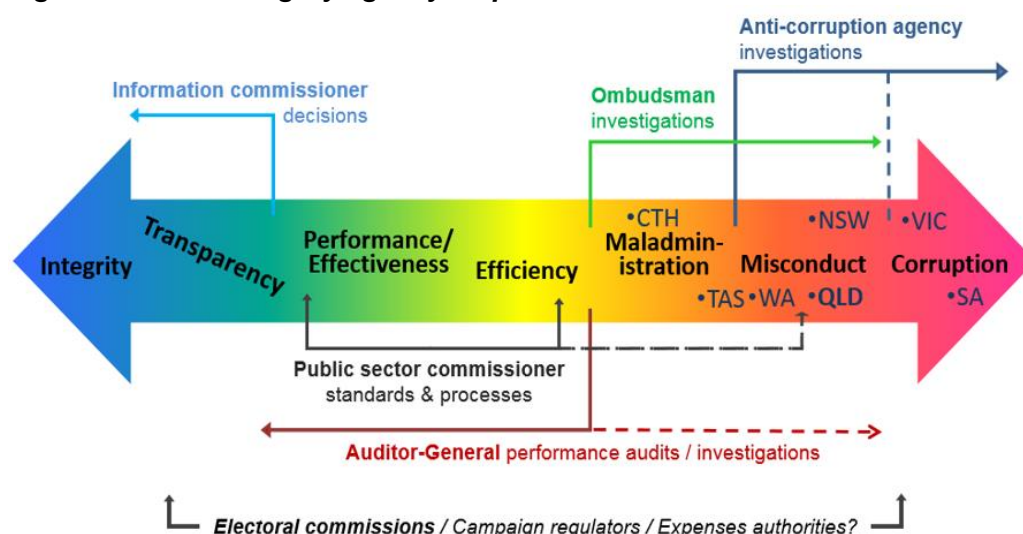 Anti-corruption agency
investigations
Information commissioner
decisions
Ombudsman
investigations
Integrity
Transparency
Performance/
Effectiveness
Efficiency
•CTH
Maladmin-
istration
•NSW
•VIC
Misconduct
Corruption
•TAS •WA •QLD
•SA
Public sector commissioner
standards & processes
Auditor-General performance audits / investigations
Electoral commissions / Campaign regulators / Expenses authorities?